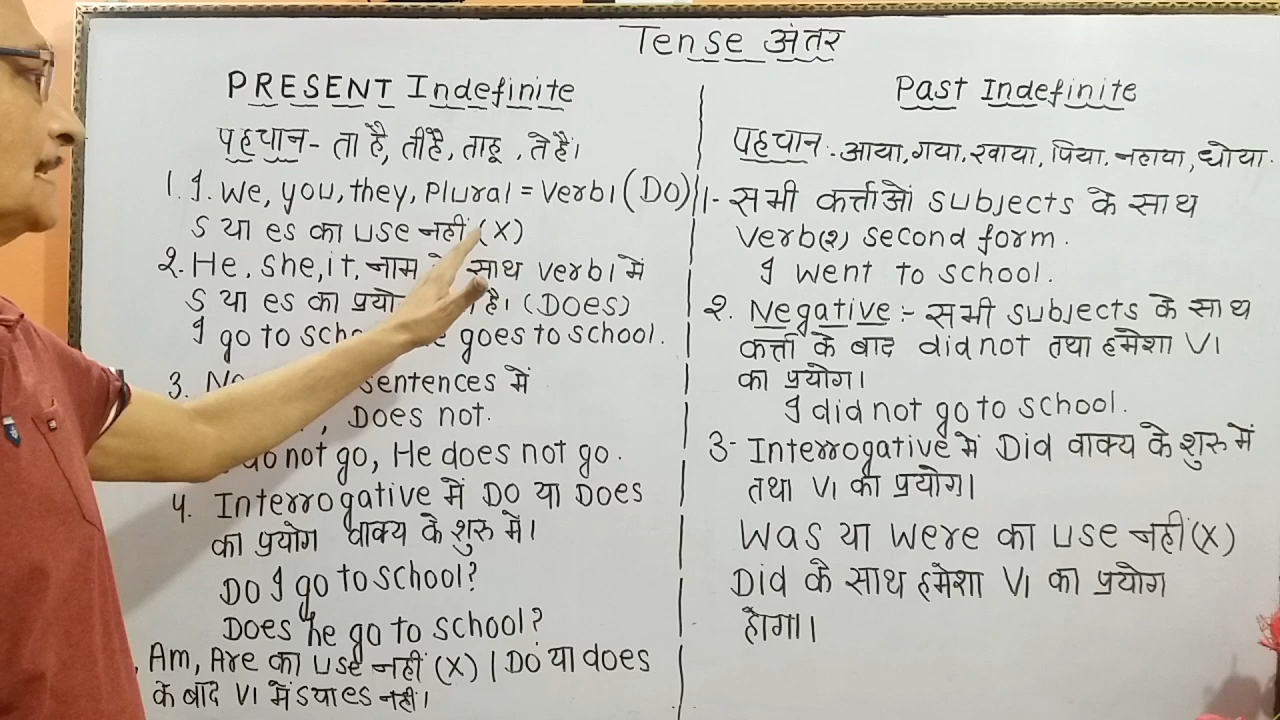 Tense अंतर
PRESENT Indefinite
पहचान- ता है, तीहै, ताहू, ते हैं।
1. I. We, you, they, Plural = Verb1 (DO)
S या es का use नहीं (X)
2. He, She, it, नाम साथ verb1 में
S या es का है। (DOES)
I go to goes to school.
3. sentences में
, Does not.
do not go, He does not go.
4. Interrogative में DO या DOES
का प्रयोग वाक्य के शुरु में।
DO I go to school?
DOES he go to school?
, Am, Are का use नहीं (X) | DO या does
के बाद V1 में S या es नहीं।
Past Indefinite
पहचान:- आया, गया, खाया, पिया, नहाया, धोया.
1- सभी कर्त्ताओं subjects के साथ
Verb(2) second form.
I went to school.
2. Negative:- सभी subjects के साथ
कर्त्ता के बाद did not तथा हमेशा V1
का प्रयोग।
I did not go to school.
3- Interrogative में Did वाक्य के शुरु में
तथा V1 का प्रयोग।
Was या were का use नहीं (X)
Did के साथ हमेशा V1 का प्रयोग
होगा।